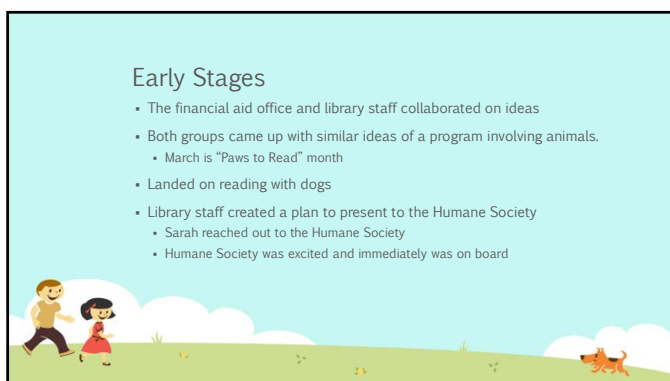 Early Stages
▪ The financial aid office and library staff collaborated on ideas
▪ Both groups came up with similar ideas of a program involving animals.
▪ March is “Paws to Read” month
▪ Landed on reading with dogs
▪ Library staff created a plan to present to the Humane Society
▪ Sarah reached out to the Humane Society
▪ Humane Society was excited and immediately was on board